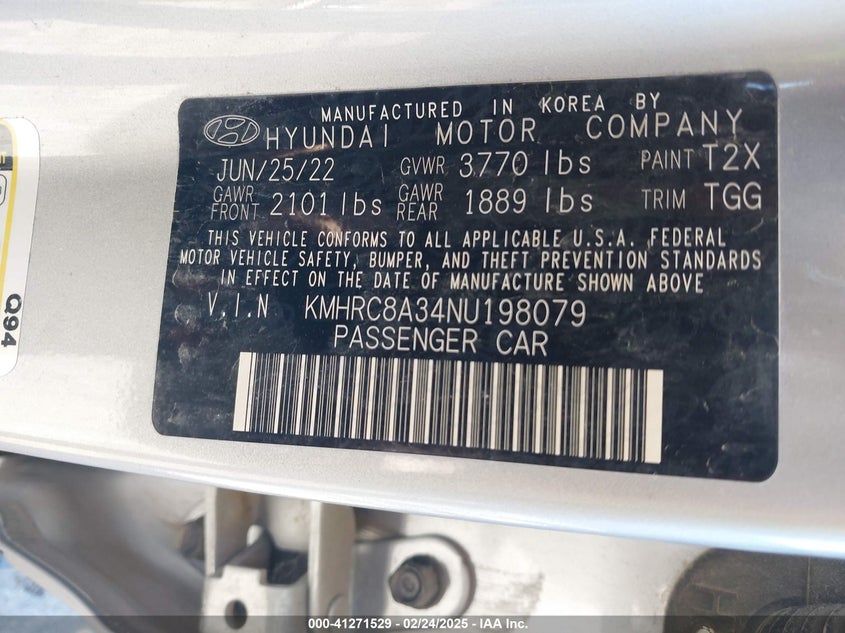 MANUFACTURED IN KOREA BY
HYUNDAI MOTOR COMPANY
JUN/25/22 GVWR 3770 lbs PAINT T2X
GAWR FRONT 2101 lbs GAWR REAR 1889 lbs TRIM TGG
THIS VEHICLE CONFORMS TO ALL APPLICABLE U.S.A. FEDERAL
MOTOR VEHICLE SAFETY, BUMPER, AND THEFT PREVENTION STANDARDS
IN EFFECT ON THE DATE OF MANUFACTURE SHOWN ABOVE.
V.I.N KMHRC8A34NU198079
PASSENGER CAR
Q94
000-41271529 - 02/24/2025 - IAA Inc.